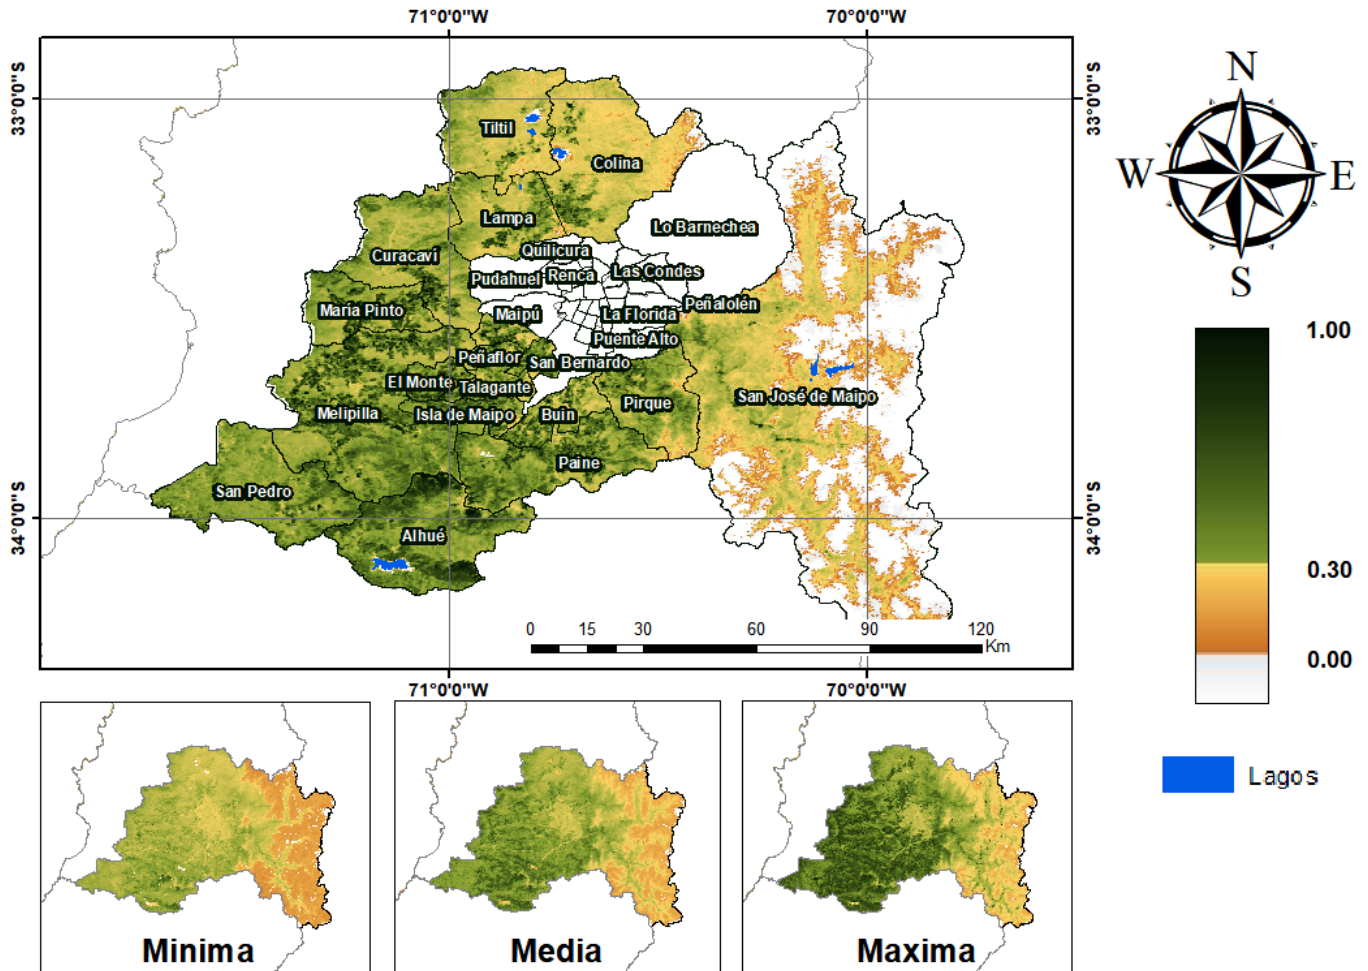 71°0'0"W
70°0'0"W
N
33°0'0"S
33°0'0"S
Tiltil
Colina
W
E
Lampa
Lo Barnechea
Curacaví
Quilicura
S
Pudahuel
Renca
Las Condes
María Pinto
Maipú
La Florida
Peñalolén
1.00
Puente Alto
Peñaflor
San Bernardo
El Monte
Talagante
San José de Maipo
Melipilla
Isla de Maipo
Buin
Pirque
Paine
San Pedro
34°0'0"S
34°0'0"S
Alhué
0.30
0
15
30
60
90
120
Km
0.00
71°0'0"W
70°0'0"W
Lagos
Minima
Media
Maxima